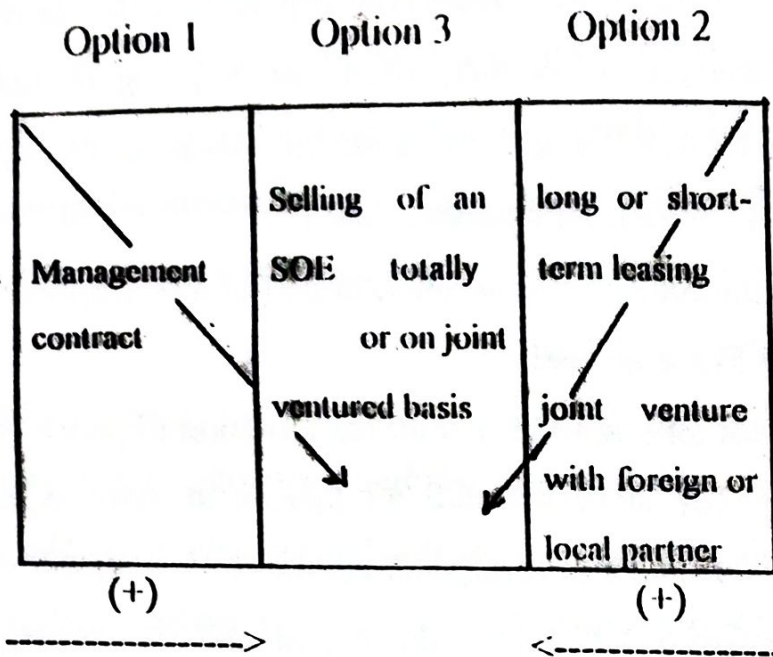 Option 1
Option 3
Option 2
Management
contract
Selling of an
SOE totally
or on joint
ventured basis
long or short-
term leasing
joint venture
with foreign or
local partner
(+)
(+)